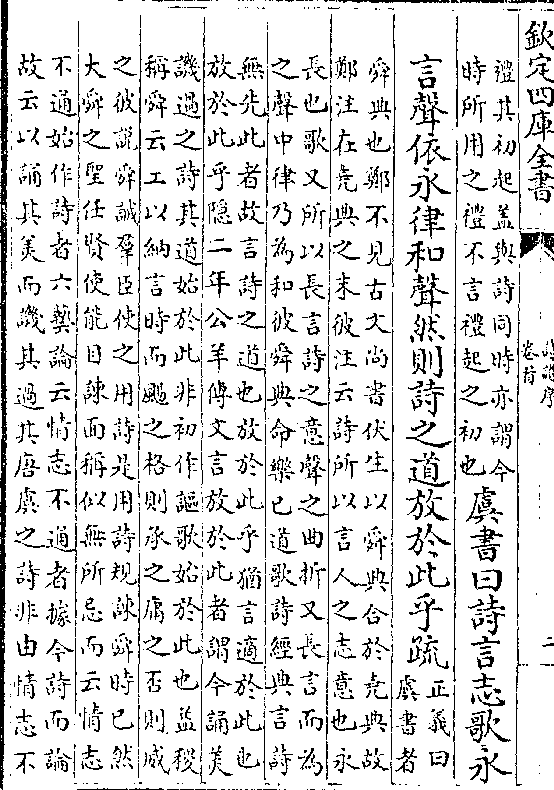 欽定四庫全書
詩譜序
卷首
二
禮其初起蓋與詩同時亦謂今
時所用之禮不言禮起之初也
虞書曰詩言志歌永
言聲依永律和聲然則詩之道放於此乎疏
正義曰
虞書者
舜典也鄭不見古文尚書伏生以舜典合於堯典故
鄭注在堯典之末彼注云詩所以言人之志意也永
長也歌又所以長言詩之意聲之曲折又長言而為
之聲中律乃為和彼舜典命樂已道歌詩經典言詩
無先此者故言詩之道也放於此乎猶言適於此也
放於此乎隱二年公羊傳文言放於此者謂今誦美
譏過之詩其道始於此非初作謳歌始於此也益稷
稱舜云工以納言時而颺之格則承之庸之否則威
之彼說舜誡羣臣使之用詩是用詩規諫舜時已然
大舜之聖任賢使能目諫面稱似無所忌而云情志
不通始作詩者六藝論云情志不通者據今詩而論
故云以誦其美而譏其過其唐虞之詩非由情志不